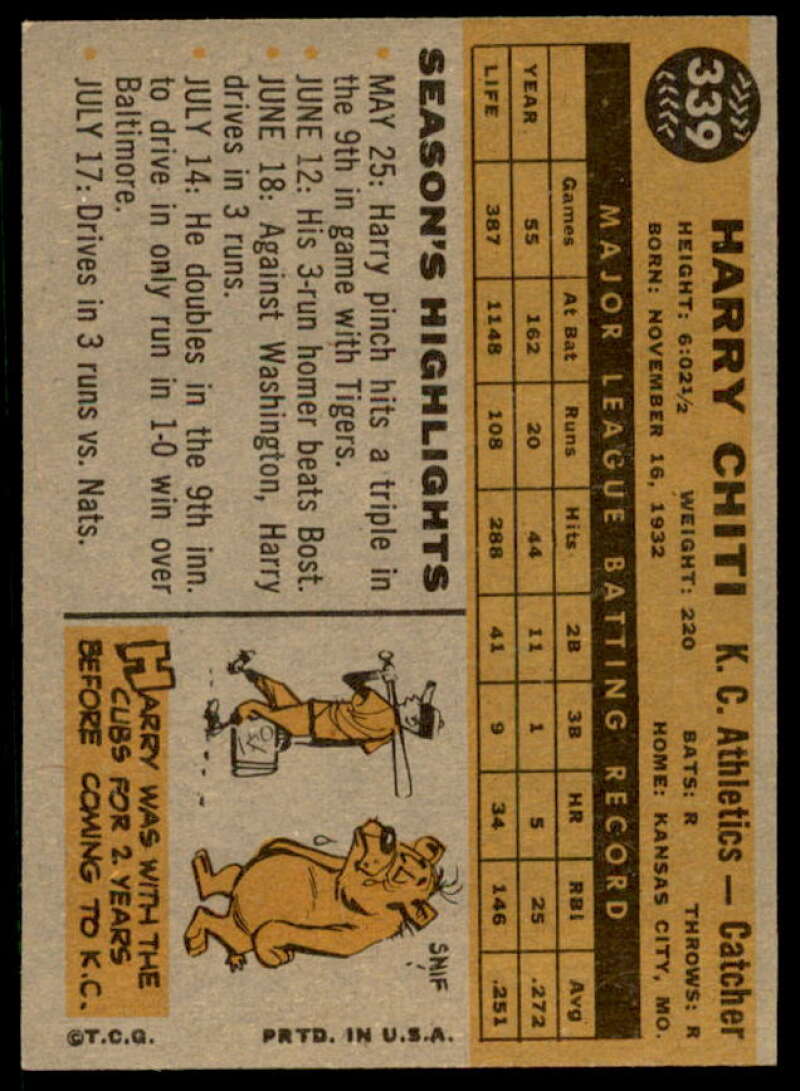 339
HARRY CHITI K. C. Athletics — Catcher
HEIGHT: 6:02½ WEIGHT: 220 BATS: R THROWS: R
BORN: NOVEMBER 16, 1932 HOME: KANSAS CITY, MO.
MAJOR LEAGUE BATTING RECORD
Games At Bat Runs Hits 2B 3B HR RBI Avg
YEAR 55 162 20 44 11 1 5 25 .272
LIFE 387 1148 108 288 41 9 34 146 .251
SEASON'S HIGHLIGHTS
• MAY 25: Harry pinch hits a triple in
the 9th in game with Tigers.
• JUNE 12: His 3-run homer beats Bost.
• JUNE 18: Against Washington, Harry
drives in 3 runs.
• JULY 14: He doubles in the 9th inn.
to drive in only run in 1-0 win over
Baltimore.
• JULY 17: Drives in 3 runs vs. Nats.
SNIF
HARRY WAS WITH THE
CUBS FOR 2 YEARS
BEFORE COMING TO K.C.
©T.C.G. PRTD. IN U.S.A.